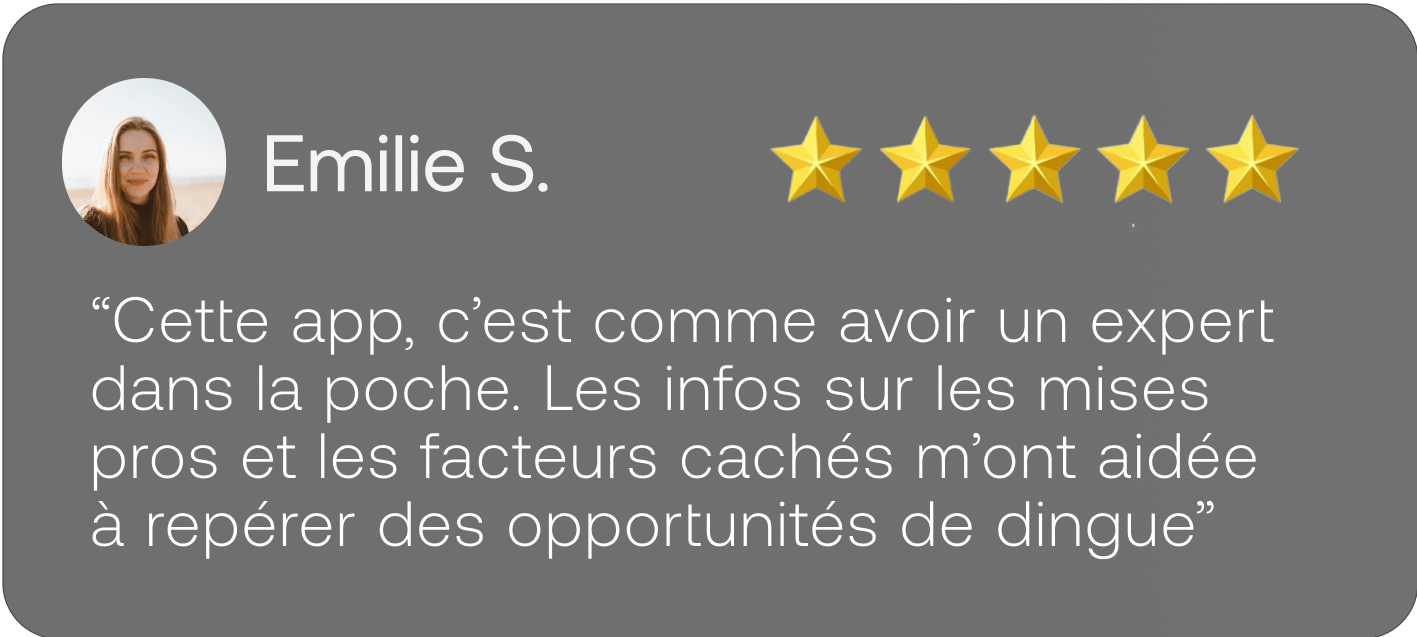 Emilie S.
“Cette app, c’est comme avoir un expert
dans la poche. Les infos sur les mises
pros et les facteurs cachés m’ont aidée
à repérer des opportunités de dingue”